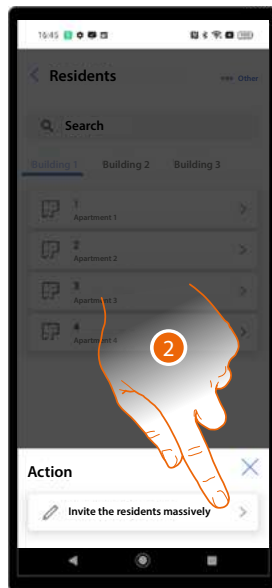 16:45
Residents
••• Other
Search
Building 1 Building 2 Building 3
1
Apartment 1
2
Apartment 2
3
Apartment 3
4
Apartment 4
2
Action
Invite the residents massively